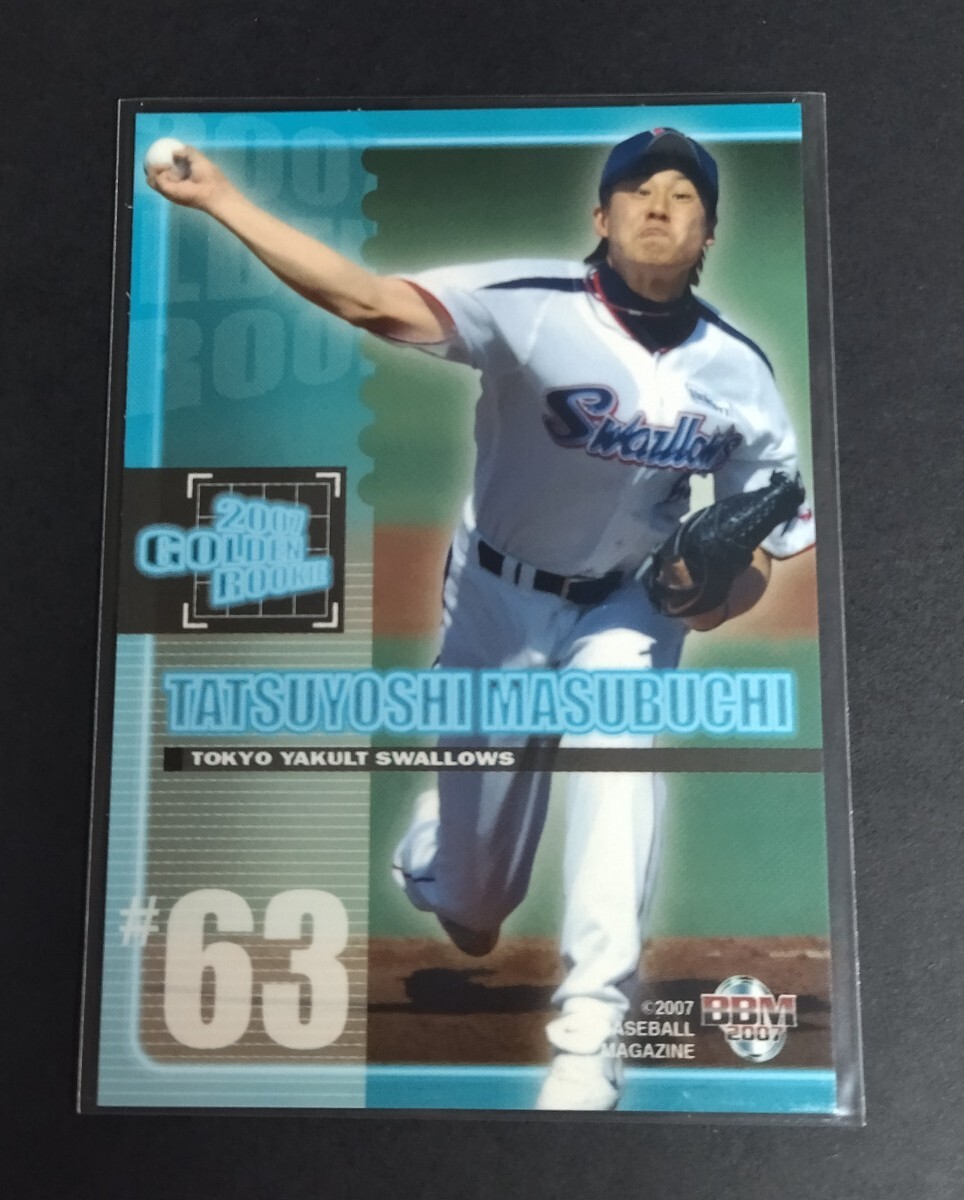 2007
GOLDEN
ROOKIE
Swallows
TATSUYOSHI MASUBUCHI
TOKYO YAKULT SWALLOWS
#63
©2007
BASEBALL
MAGAZINE
BBM
2007